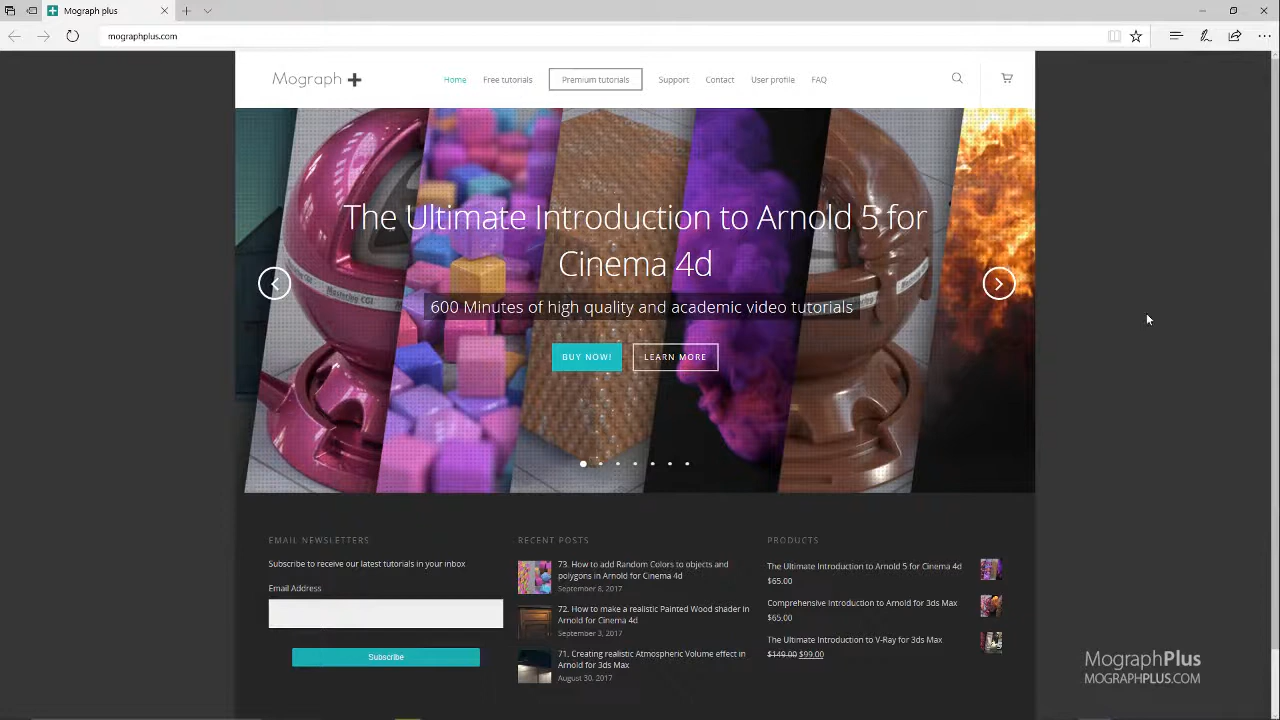 Mograph plus
mographplus.com
Mograph
Home
Free tutorials
Premium tutorials
Support
Contact
User profile
FAQ
The Ultimate Introduction to Arnold 5 for
Cinema 4d
600 Minutes of high quality and academic video tutorials
BUY NOW!
LEARN MORE
EMAIL NEWSLETTERS
Subscribe to receive our latest tutorials in your inbox
Email Address
Subscribe
RECENT POSTS
73. How to add Random Colors to objects and
polygons in Arnold for Cinema 4d
September 8, 2017
72. How to make a realistic Painted Wood shader in
Arnold for Cinema 4d
September 3, 2017
71. Creating realistic Atmospheric Volume effect in
Arnold for 3ds Max
August 30, 2017
PRODUCTS
The Ultimate Introduction to Arnold 5 for Cinema 4d
$65.00
Comprehensive Introduction to Arnold for 3ds Max
$65.00
The Ultimate Introduction to V-Ray for 3ds Max
$149.00 $99.00
MographPlus
MOGRAPHPLUS.COM